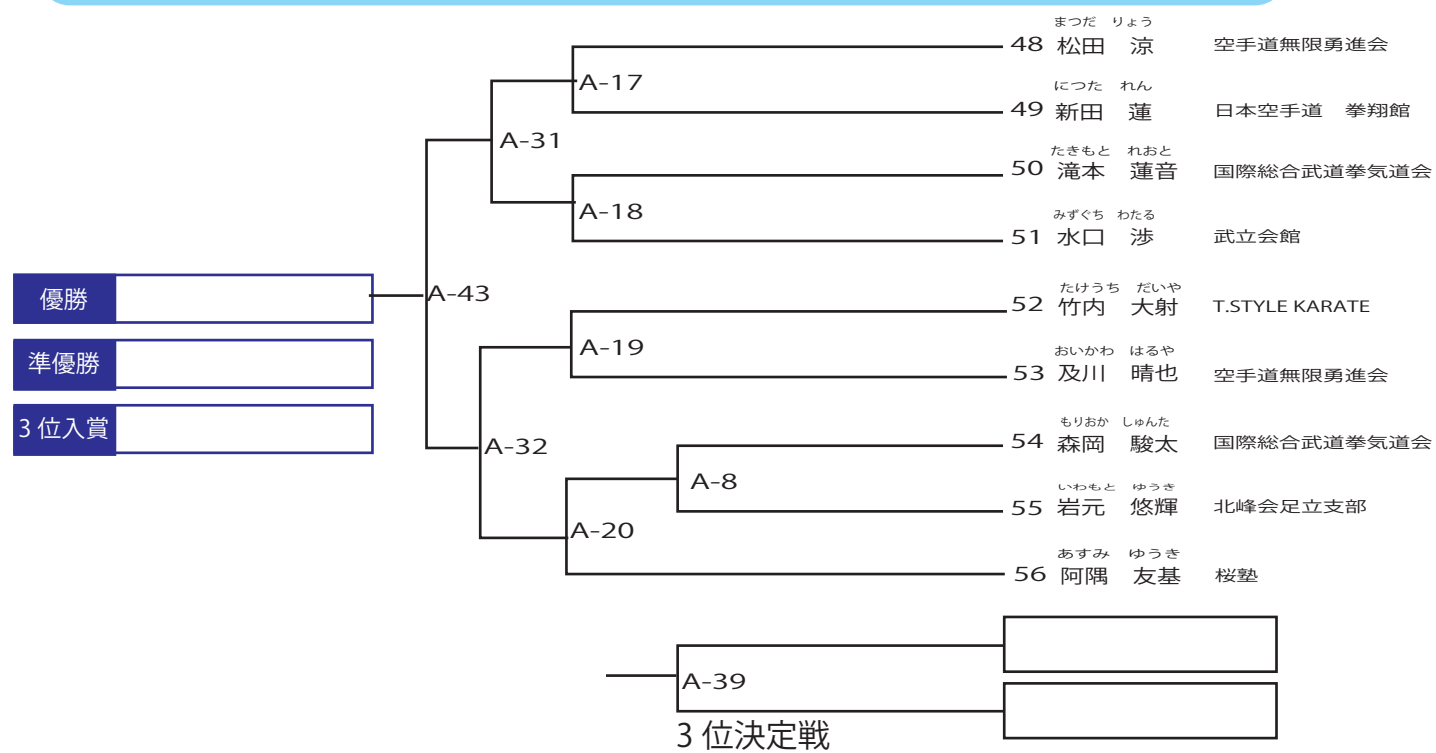 まつだ りょう
48 松田 涼 空手道無限勇進会
A-17
につた れん
49 新田 蓮 日本空手道 拳翔館
A-31
たきもと れおと
50 滝本 蓮音 国際総合武道拳気道会
A-18
みずぐち わたる
51 水口 渉 武立会館
優勝
A-43
たけうち だいや
52 竹内 大射 T.STYLE KARATE
準優勝
A-19
おいかわ はるや
53 及川 晴也 空手道無限勇進会
3 位入賞
A-32
もりおか しゅんた
54 森岡 駿太 国際総合武道拳気道会
A-8
いわもと ゆうき
55 岩元 悠輝 北峰会足立支部
A-20
あすみ ゆうき
56 阿隅 友基 桜塾
A-39
3 位決定戦